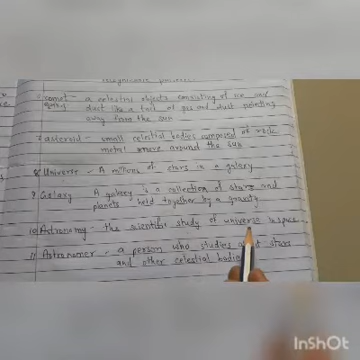 comet - a celestial objects consisting of ice and
dust like a tail of gas and dust pointing
away from the sun
7 asteroid - small celestial bodies composed of rock
metal move around the sun
8 Universe - A millions of stars is a galaxy
9 Galaxy A galaxy is a collection of stars and
planets held together by a gravity
10 Astronomy - the scientific study of universe
11 Astronomer - a person who studies stars
and other celestial bodies
InShOt